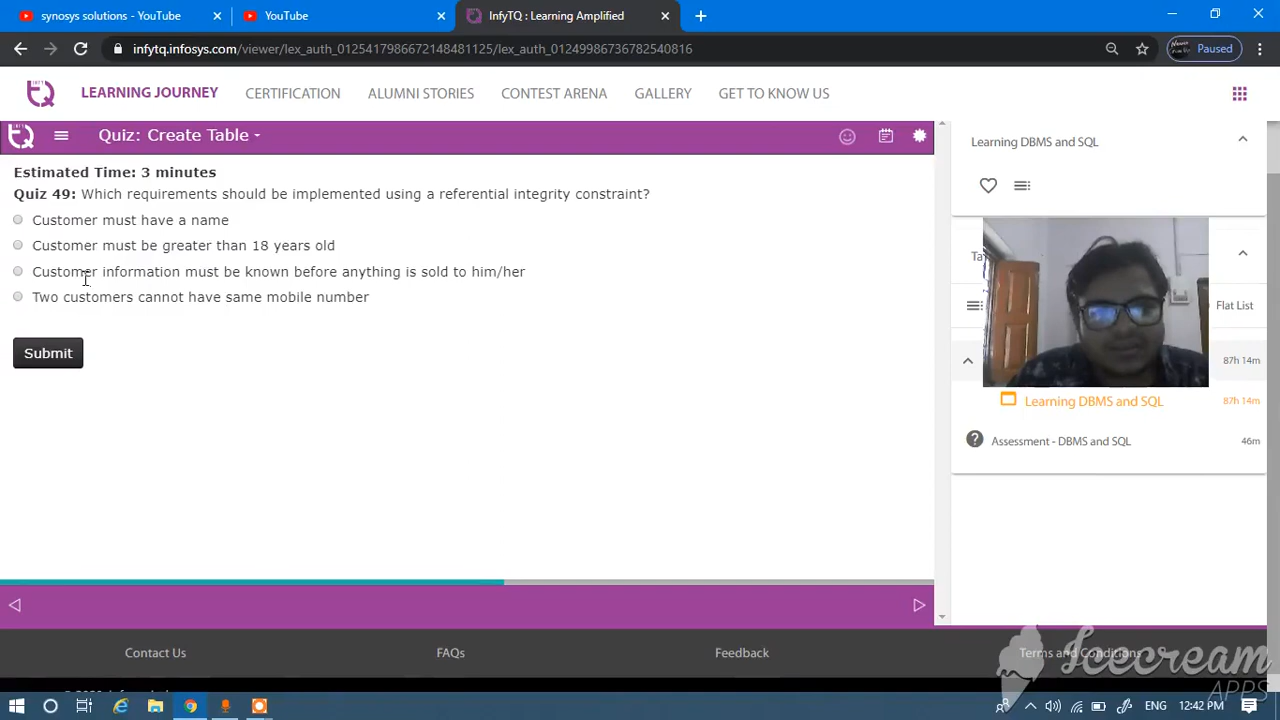 synosys solutions - YouTube
YouTube
InfyTQ : Learning Amplified
infytq.infosys.com/viewer/lex_auth_012541798667214848​1125/lex_auth_01249986736782540816
Paused
LEARNING JOURNEY
CERTIFICATION
ALUMNI STORIES
CONTEST ARENA
GALLERY
GET TO KNOW US
Quiz: Create Table
Learning DBMS and SQL
Estimated Time: 3 minutes
Quiz 49: Which requirements should be implemented using a referential integrity constraint?
Customer must have a name
Customer must be greater than 18 years old
Customer information must be known before anything is sold to him/her
Two customers cannot have same mobile number
Submit
Flat List
87h 14m
Learning DBMS and SQL
87h 14m
Assessment - DBMS and SQL
46m
Contact Us
FAQs
Feedback
Terms and Conditions
Icecream
APPS
ENG
12:42 PM